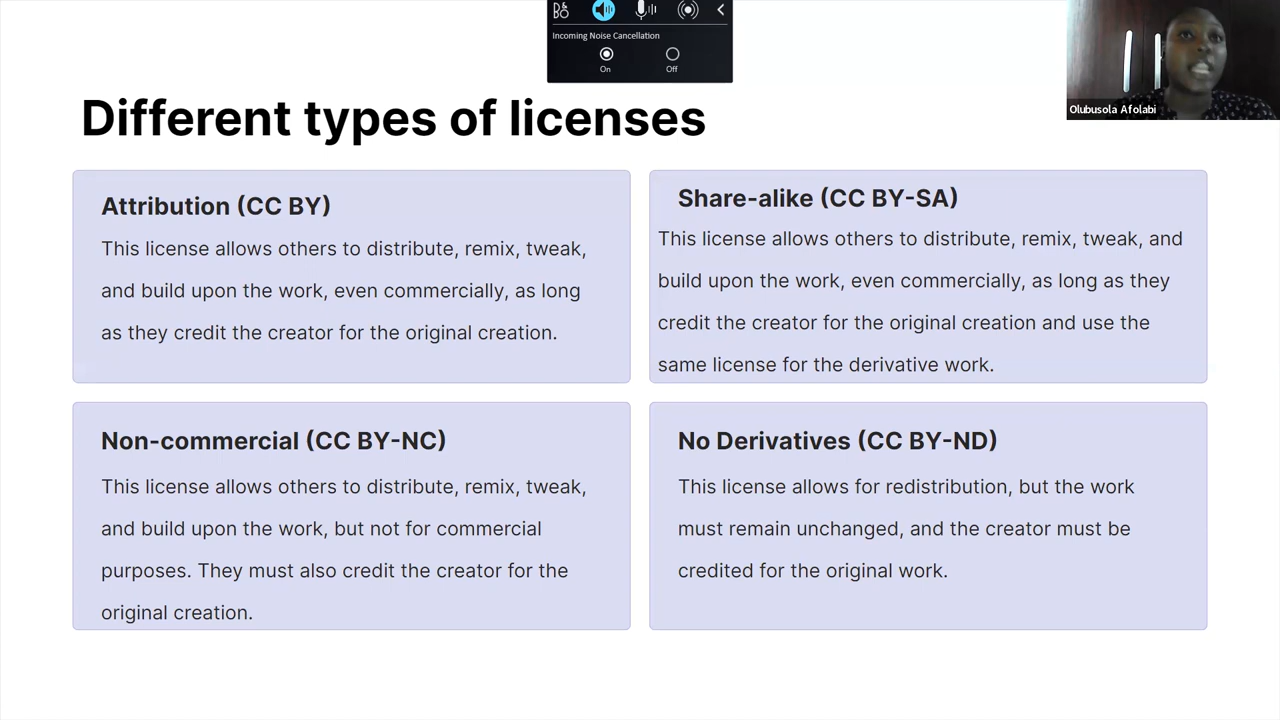 B&O
Incoming Noise Cancellation
On
Off
Olubusola Afolabi
Different types of licenses
Attribution (CC BY)
This license allows others to distribute, remix, tweak,
and build upon the work, even commercially, as long
as they credit the creator for the original creation.
Share-alike (CC BY-SA)
This license allows others to distribute, remix, tweak, and
build upon the work, even commercially, as long as they
credit the creator for the original creation and use the
same license for the derivative work.
Non-commercial (CC BY-NC)
This license allows others to distribute, remix, tweak,
and build upon the work, but not for commercial
purposes. They must also credit the creator for the
original creation.
No Derivatives (CC BY-ND)
This license allows for redistribution, but the work
must remain unchanged, and the creator must be
credited for the original work.